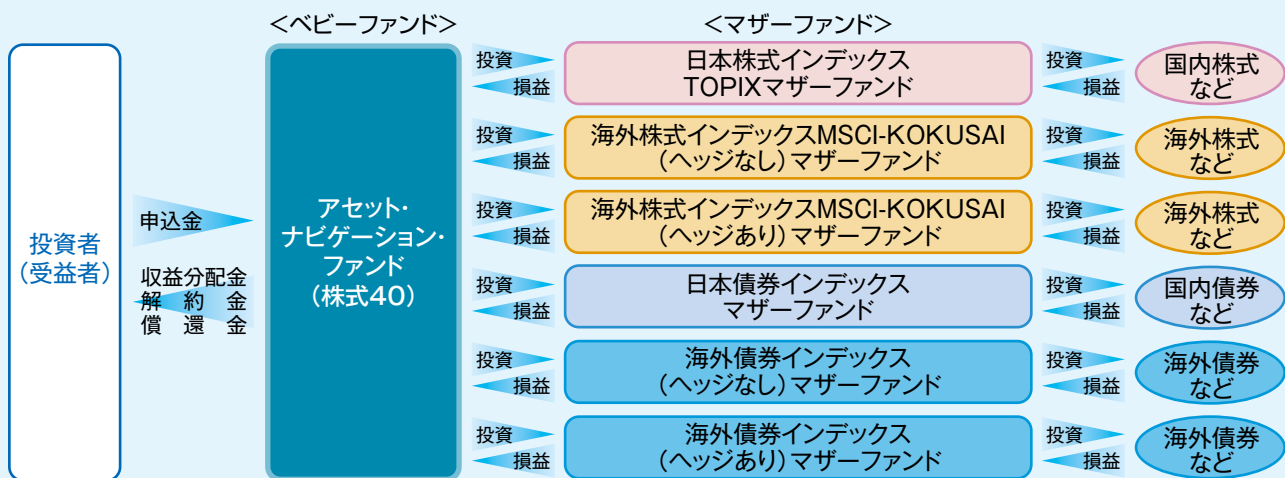 ＜ベビーファンド＞
＜マザーファンド＞
投資者
（受益者）
申込金
収益分配金
解約金
償還金
アセット・
ナビゲーション・
ファンド
（株式40）
投資
損益
日本株式インデックス
TOPIXマザーファンド
投資
損益
国内株式
など
投資
損益
海外株式インデックスMSCI-KOKUSAI
（ヘッジなし）マザーファンド
投資
損益
海外株式
など
投資
損益
海外株式インデックスMSCI-KOKUSAI
（ヘッジあり）マザーファンド
投資
損益
海外株式
など
投資
損益
日本債券インデックス
マザーファンド
投資
損益
国内債券
など
投資
損益
海外債券インデックス
（ヘッジなし）マザーファンド
投資
損益
海外債券
など
投資
損益
海外債券インデックス
（ヘッジあり）マザーファンド
投資
損益
海外債券
など